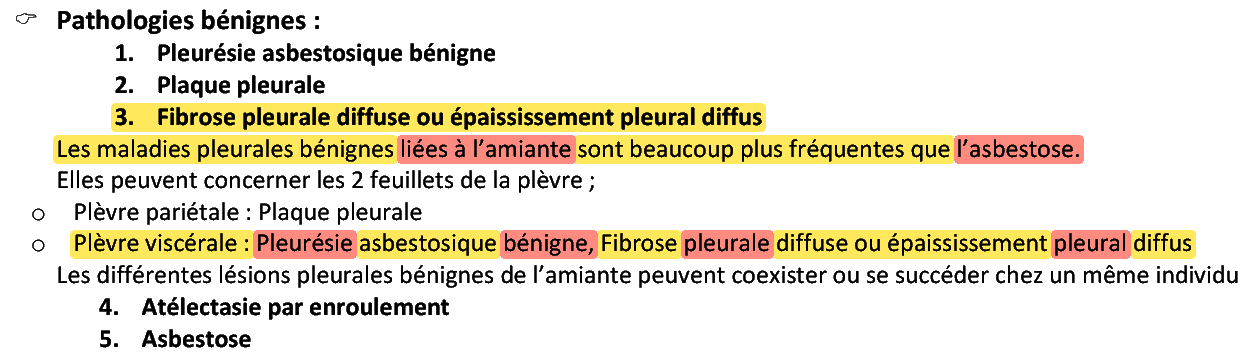 ☞ Pathologies bénignes :
1. Pleurésie asbestosique bénigne
2. Plaque pleurale
3. Fibrose pleurale diffuse ou épaississement pleural diffus
Les maladies pleurales bénignes liées à l’amiante sont beaucoup plus fréquentes que l’asbestose.
Elles peuvent concerner les 2 feuillets de la plèvre ;
o Plèvre pariétale : Plaque pleurale
o Plèvre viscérale : Pleurésie asbestosique bénigne, Fibrose pleurale diffuse ou épaississement pleural diffus
Les différentes lésions pleurales bénignes de l’amiante peuvent coexister ou se succéder chez un même individu
4. Atélectasie par enroulement
5. Asbestose